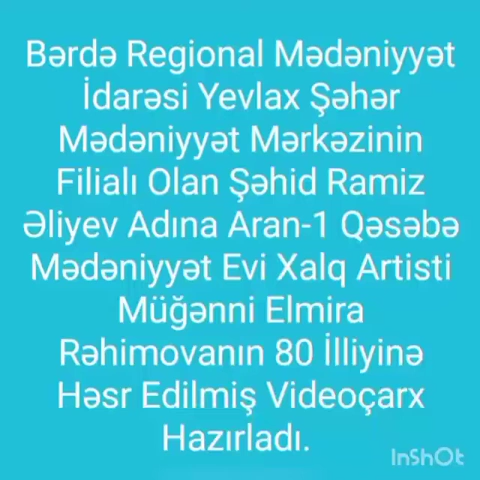 Bərdə Regional Mədəniyyət
İdarəsi Yevlax Şəhər
Mədəniyyət Mərkəzinin
Filialı Olan Şəhid Ramiz
Əliyev Adına Aran-1 Qəsəbə
Mədəniyyət Evi Xalq Artisti
Müğənni Elmira
Rəhimovanın 80 İlliyinə
Həsr Edilmiş Videoçarx
Hazırladı.
InShOt